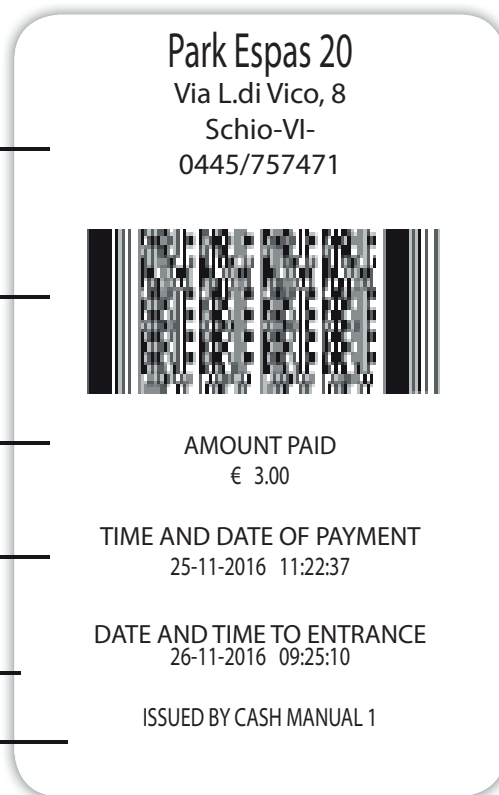 Park Espas 20
Via L.di Vico, 8
Schio-VI-
0445/757471
AMOUNT PAID
€ 3.00
TIME AND DATE OF PAYMENT
25-11-2016 11:22:37
DATE AND TIME TO ENTRANCE
26-11-2016 09:25:10
ISSUED BY CASH MANUAL 1